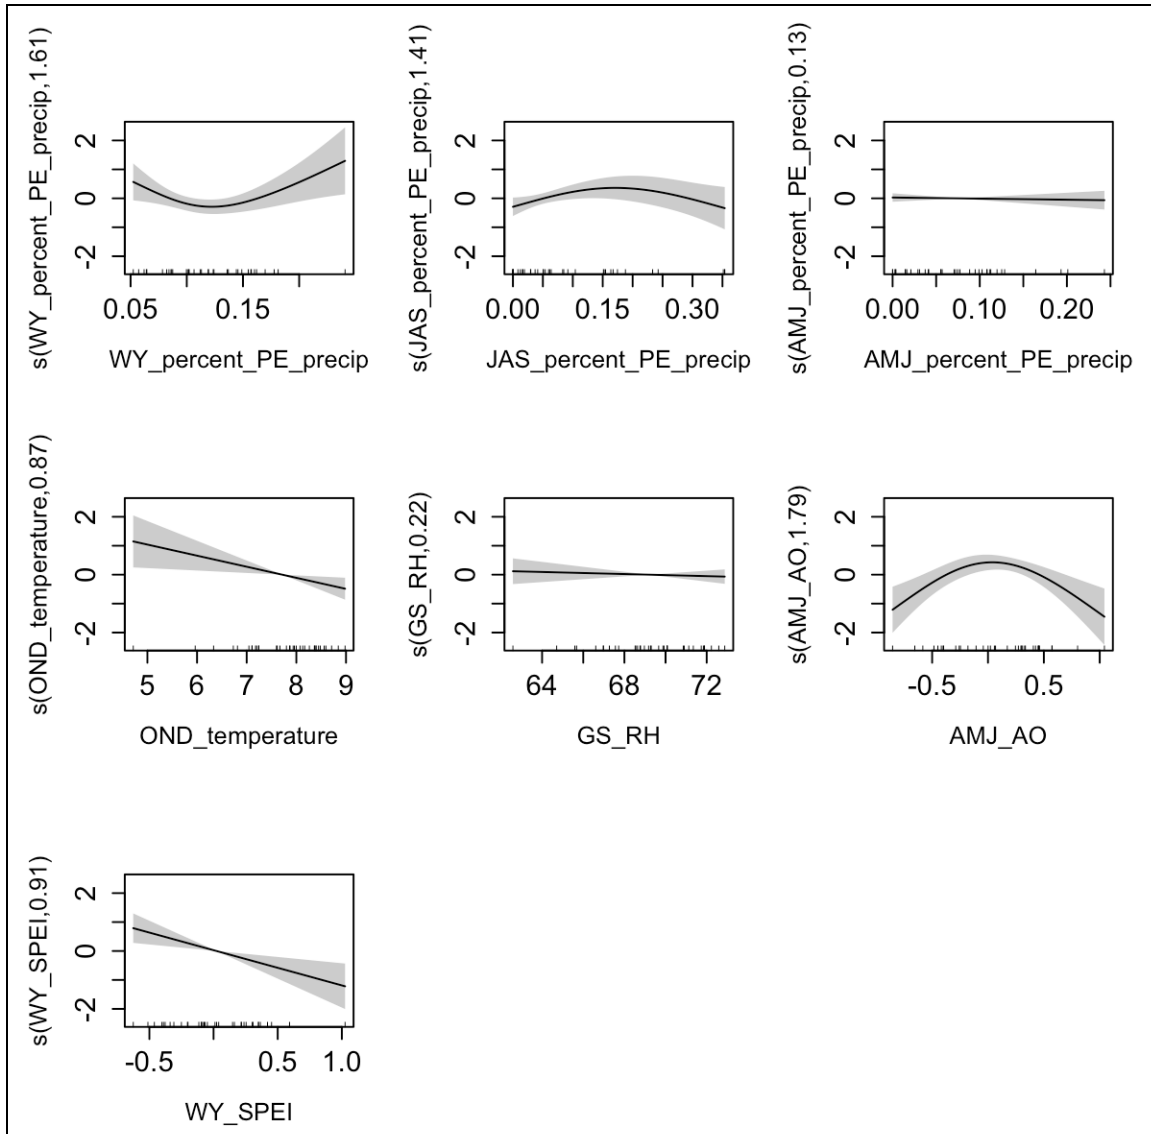 s(WY_percent_PE_precip,1.61)
2
0
-2
0.05 0.15
WY_percent_PE_precip
s(JAS_percent_PE_precip,1.41)
2
0
-2
0.00 0.15 0.30
JAS_percent_PE_precip
s(AMJ_percent_PE_precip,0.13)
2
0
-2
0.00 0.10 0.20
AMJ_percent_PE_precip
s(OND_temperature,0.87)
2
0
-2
5 6 7 8 9
OND_temperature
s(GS_RH,0.22)
2
0
-2
64 68 72
GS_RH
s(AMJ_AO,1.79)
2
0
-2
-0.5 0.5
AMJ_AO
s(WY_SPEI,0.91)
2
0
-2
-0.5 0.5 1.0
WY_SPEI